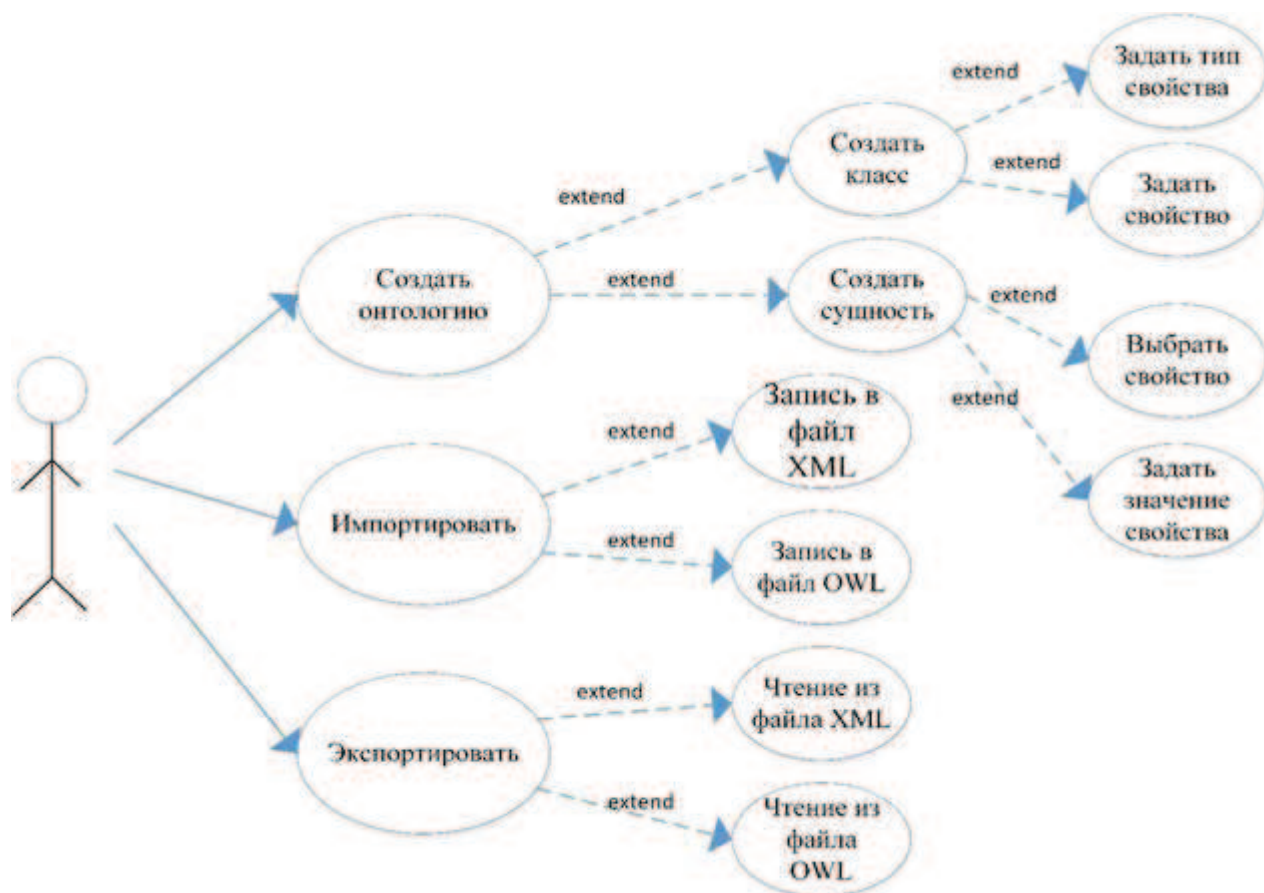 extend
Задать тип
свойства
Создать
класс
extend
Задать
свойство
extend
Создать
онтологию
extend
Создать
сущность
extend
Выбрать
свойство
extend
Задать
значение
свойства
Импортировать
extend
Запись в
файл
XML
extend
Запись в
файл OWL
Экспортировать
extend
Чтение из
файла XML
extend
Чтение из
файла
OWL